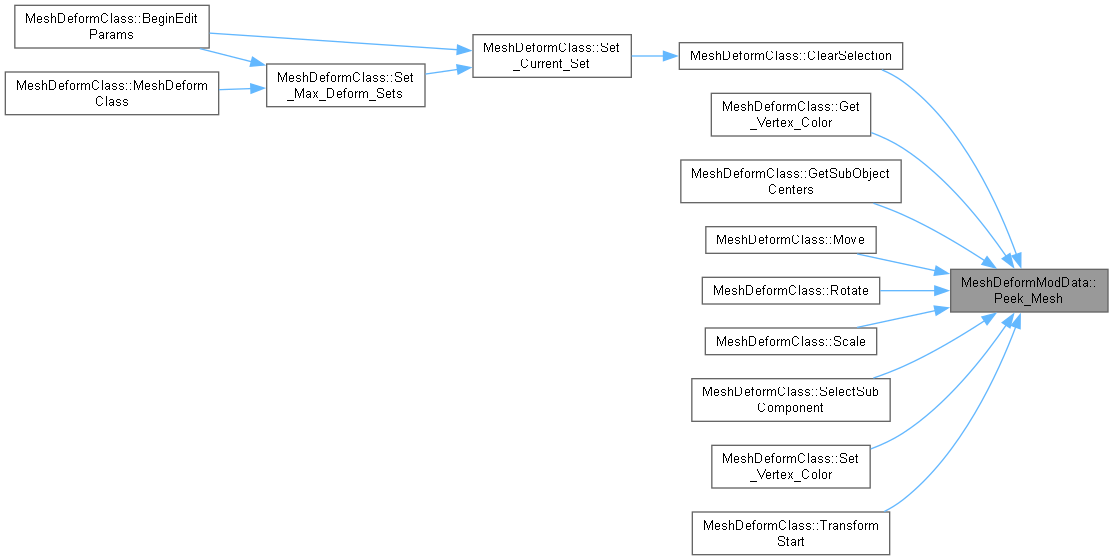 MeshDeformClass::BeginEdit
Params
MeshDeformClass::MeshDeform
Class
MeshDeformClass::Set
_Max_Deform_Sets
MeshDeformClass::Set
_Current_Set
MeshDeformClass::ClearSelection
MeshDeformClass::Get
_Vertex_Color
MeshDeformClass::GetSubObject
Centers
MeshDeformClass::Move
MeshDeformClass::Rotate
MeshDeformClass::Scale
MeshDeformClass::SelectSub
Component
MeshDeformClass::Set
_Vertex_Color
MeshDeformClass::Transform
Start
MeshDeformModData::
Peek_Mesh